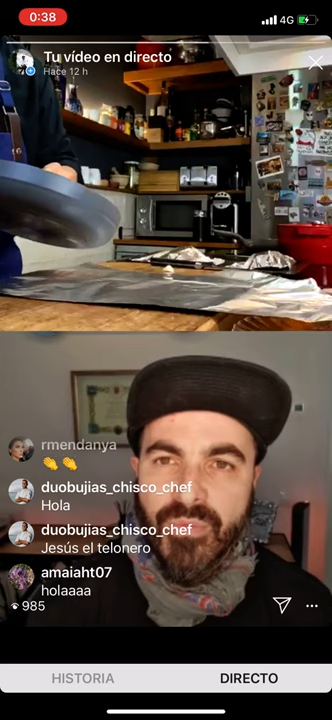 0:38
4G
Tu vídeo en directo
Hace 12 h
rmendanya
👏👏
duobujias_chisco_chef
Hola
duobujias_chisco_chef
Jesús el telonero
amaiaht07
holaaaa
985
HISTORIA
DIRECTO